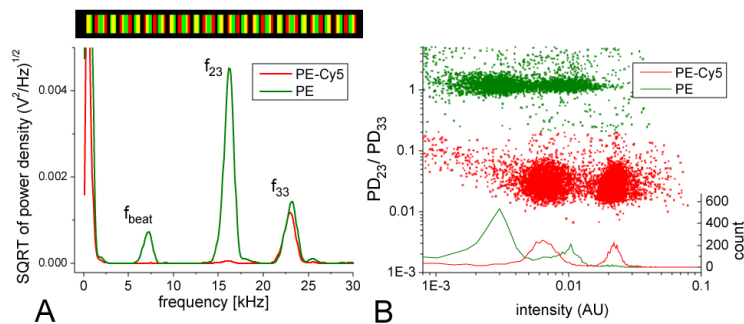 SQRT of power density (V²/Hz)¹/²
0.004
0.002
0.000
f₂₃
PE-Cy5
PE
f_beat
f₃₃
0 5 10 15 20 25 30
frequency [kHz]
A
PD₂₃/ PD₃₃
1
0.1
0.01
1E-3
PE-Cy5
PE
600
400
200
0
count
1E-3 0.01 0.1
intensity (AU)
B